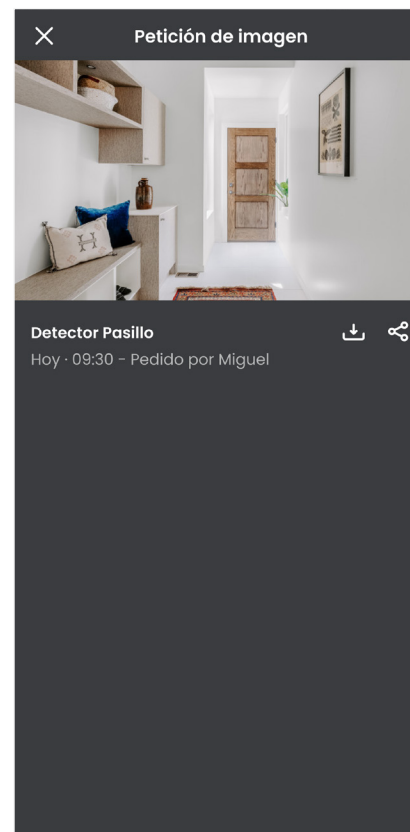 Petición de imagen
H
Detector Pasillo
Hoy · 09:30 - Pedido por Miguel